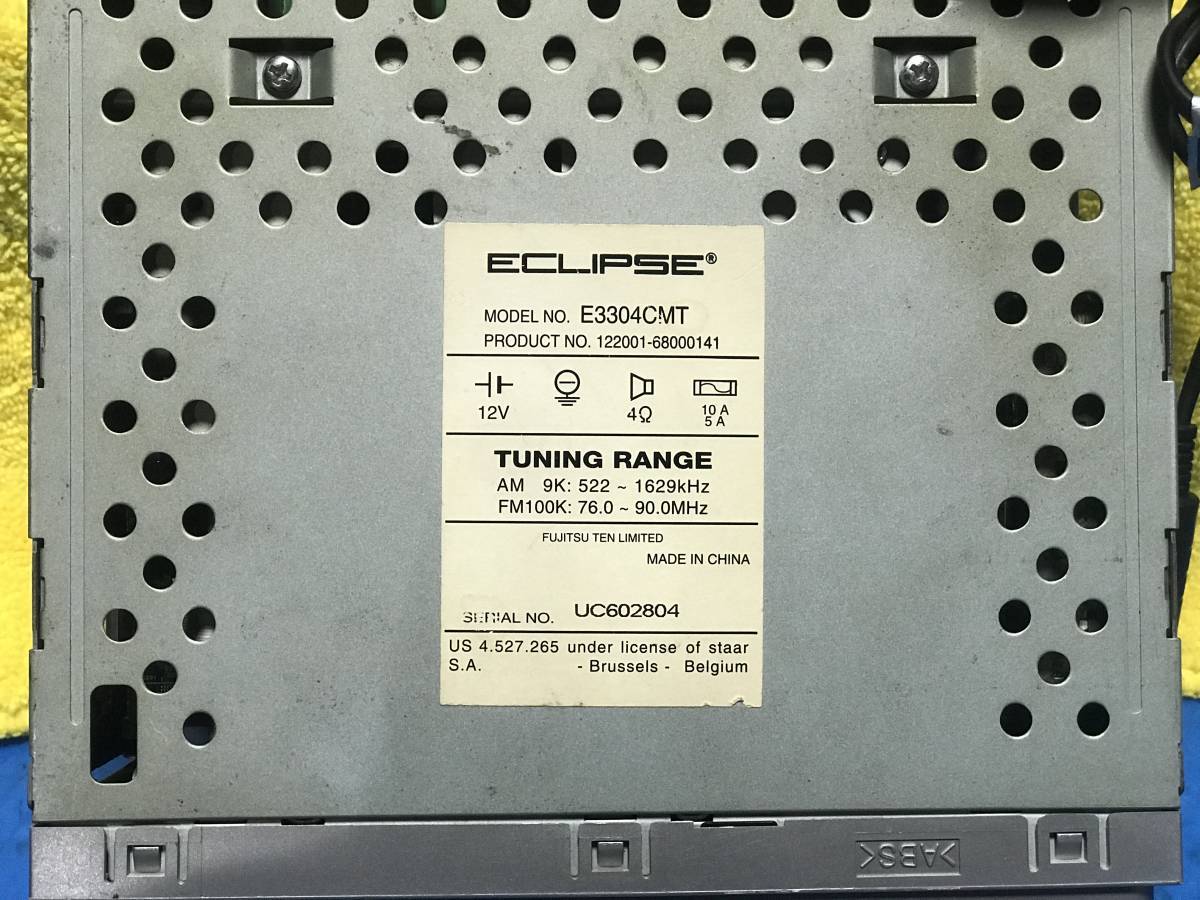 ECLIPSE®
MODEL NO. E3304CMT
PRODUCT NO. 122001-68000141
12V 4Ω 10 A
5 A
TUNING RANGE
AM 9K: 522 ~ 1629kHz
FM100K: 76.0 ~ 90.0MHz
FUJITSU TEN LIMITED
MADE IN CHINA
SERIAL NO. UC602804
US 4.527.265 under license of staar
S.A. - Brussels - Belgium
>ABS<